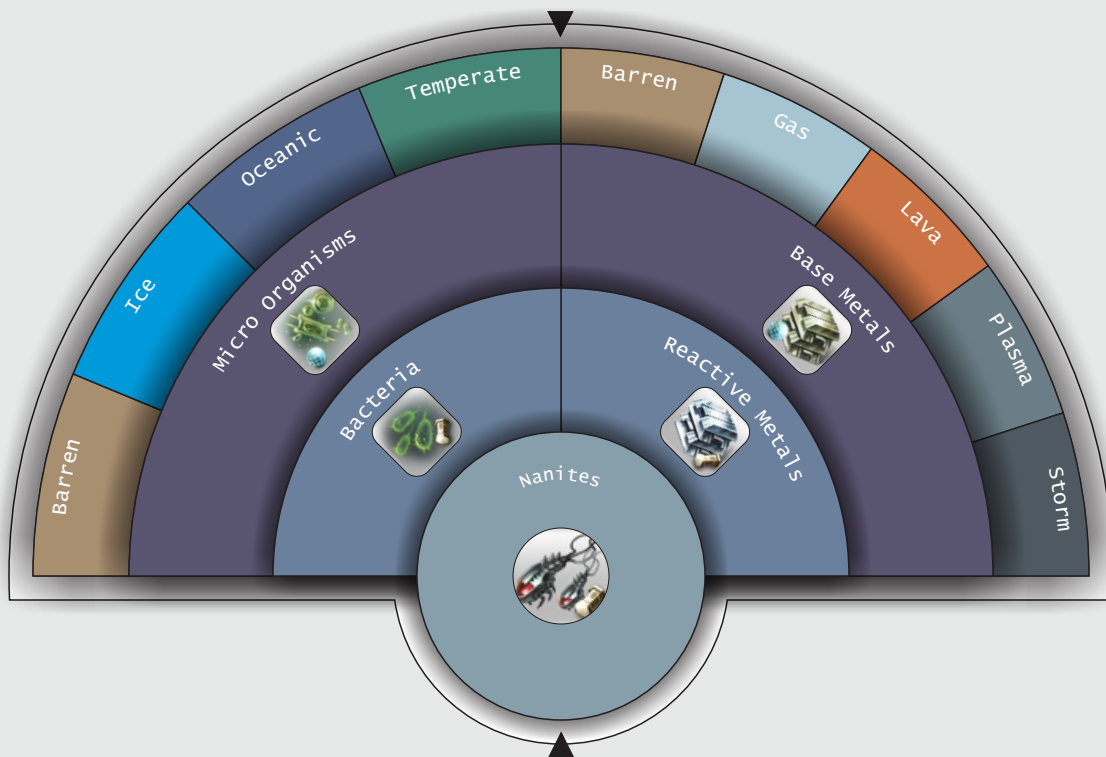 Barren
Ice
Oceanic
Temperate
Barren
Gas
Lava
Plasma
Storm
Micro Organisms
Base Metals
Bacteria
Reactive Metals
Nanites